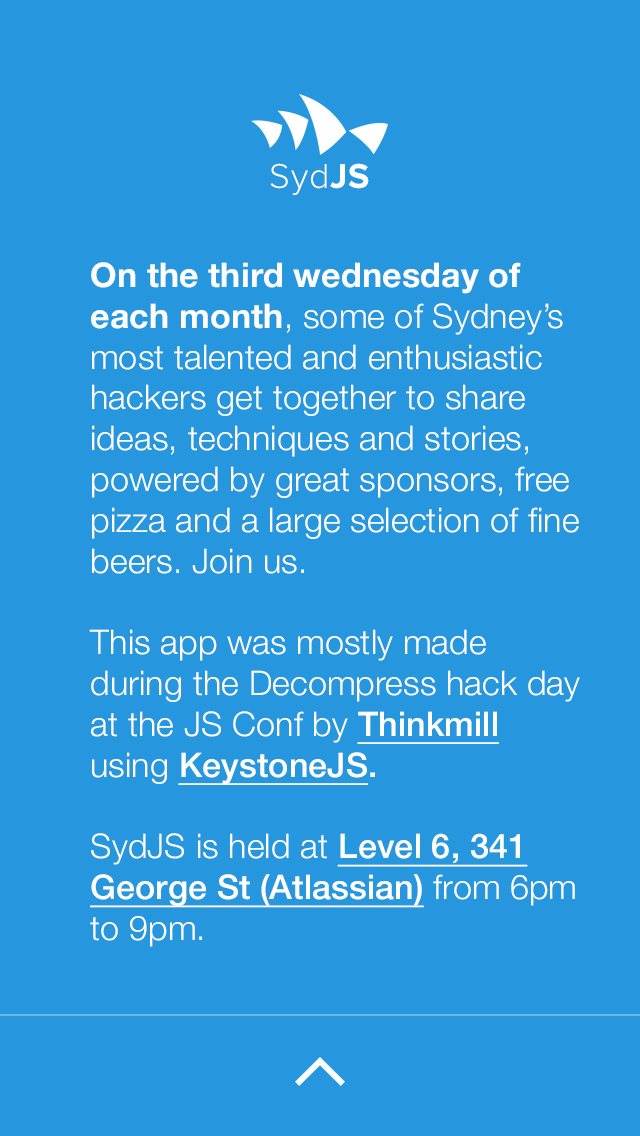 SydJS
On the third wednesday of
each month, some of Sydney’s
most talented and enthusiastic
hackers get together to share
ideas, techniques and stories,
powered by great sponsors, free
pizza and a large selection of fine
beers. Join us.
This app was mostly made
during the Decompress hack day
at the JS Conf by Thinkmill
using KeystoneJS.
SydJS is held at Level 6, 341
George St (Atlassian) from 6pm
to 9pm.